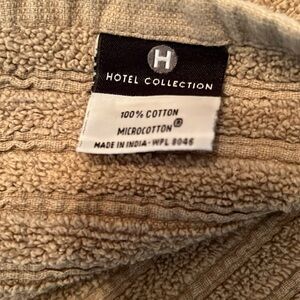 H
HOTEL COLLECTION
100% COTTON
MICROCOTTON®
MADE IN INDIA - WPL 8046